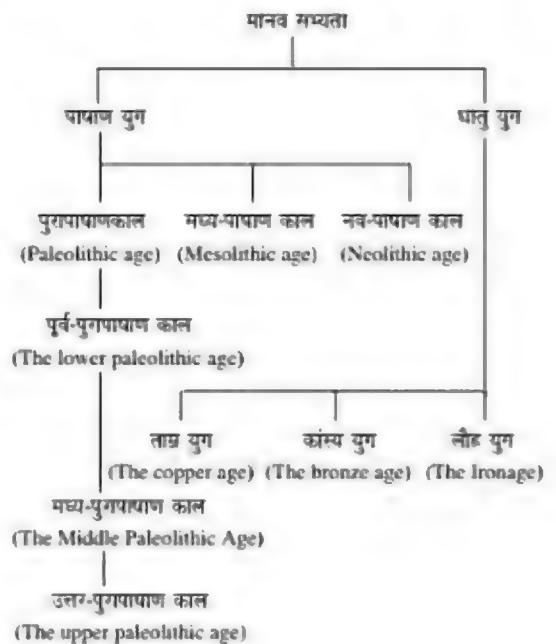 मानव सभ्यता
पाषाण युग
धातु युग
पुरापाषाणकाल
(Paleolithic age)
मध्य-पाषाण काल
(Mesolithic age)
नव-पाषाण काल
(Neolithic age)
पूर्व-पुरापाषाण काल
(The lower paleolithic age)
ताम्र युग
(The copper age)
कांस्य युग
(The bronze age)
लौह युग
(The Ironage)
मध्य-पुरापाषाण काल
(The Middle Paleolithic Age)
उत्तर-पुरापाषाण काल
(The upper paleolithic age)